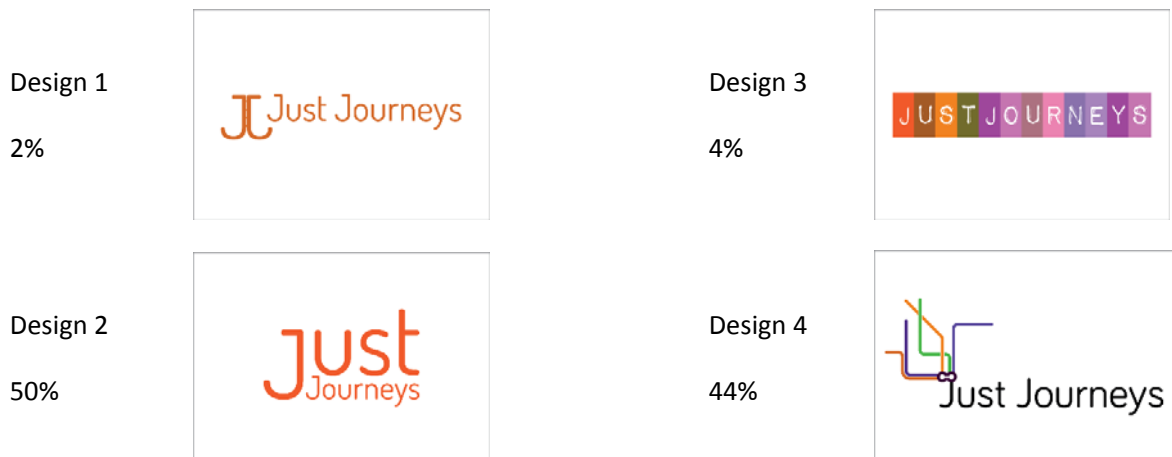 Design 1
2%
JJ Just Journeys
Design 3
4%
JUSTJOURNEYS
Design 2
50%
Just
Journeys
Design 4
44%
Just Journeys